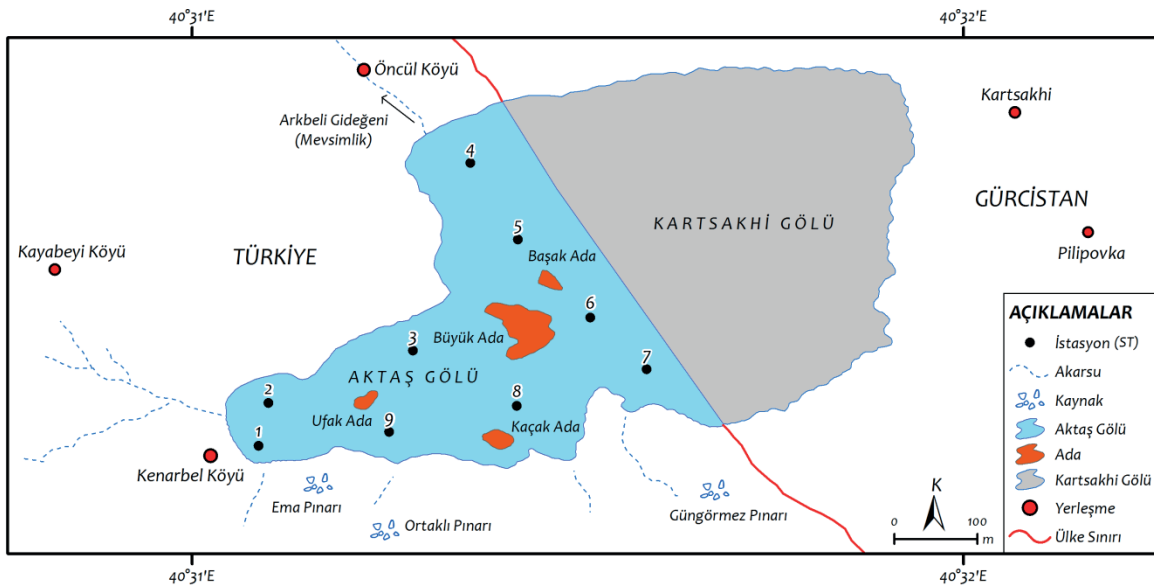 40°31'E
40°32'E
Öncül Köyü
Arkbeli Gideğeni
(Mevsimlik)
Kartsakhi
4
KARTSAKHİ GÖLÜ
GÜRCİSTAN
5
Pilipovka
Kayabeyi Köyü
TÜRKİYE
Başak Ada
6
Büyük Ada
3
7
AKTAŞ GÖLÜ
2
8
Ufak Ada
9
Kaçak Ada
1
Kenarbel Köyü
Ema Pınarı
Ortaklı Pınarı
Güngörmez Pınarı
K
0 100
m
AÇIKLAMALAR
İstasyon (ST)
Akarsu
Kaynak
Aktaş Gölü
Ada
Kartsakhi Gölü
Yerleşme
Ülke Sınırı
40°31'E
40°32'E